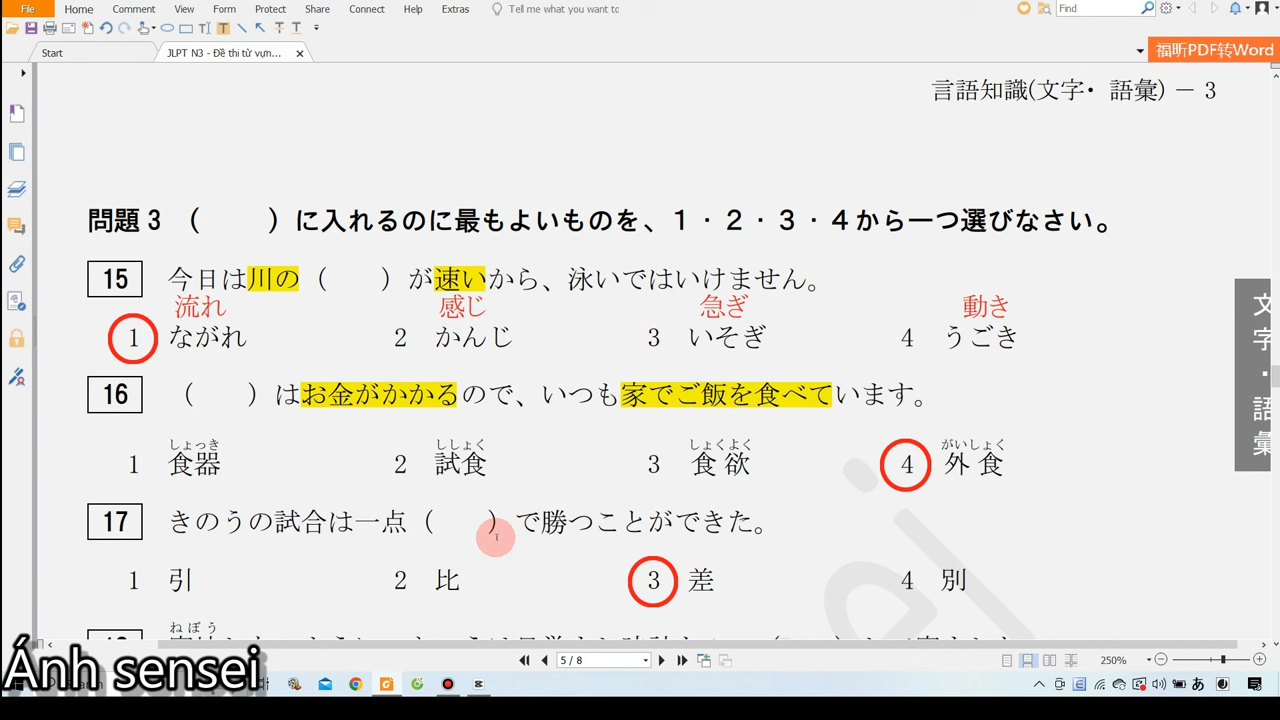 File Home Comment View Form Protect Share Connect Help Extras Tell me what you want to Find
Start JLPT N3 - Đề thi từ vựn... 福昕PDF转Word
言語知識(文字・ 語彙) － 3
問題３ （ ）に入れるのに最もよいものを、１・２・３・４から一つ選びなさい。
15 今日は川の（ ）が速いから、泳いではいけません。
流れ 感じ 急ぎ 動き
1 ながれ 2 かんじ 3 いそぎ 4 うごき
16 （ ）はお金がかかるので、いつも家でご飯を食べています。
しょっき ししょく しょくよく がいしょく
1 食器 2 試食 3 食欲 4 外食
17 きのうの試合は一点（ ）で勝つことができた。
1 引 2 比 3 差 4 別
ねぼう
文字・語彙
5 / 8 250%
Ánh sensei